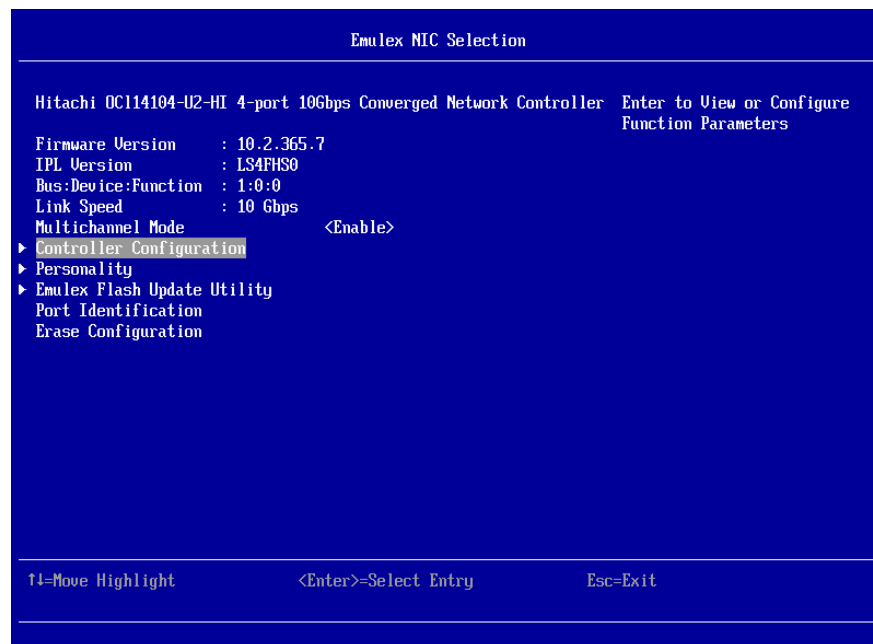 Emulex NIC Selection
Hitachi OCl14104-U2-HI 4-port 10Gbps Converged Network Controller
Enter to View or Configure
Function Parameters
Firmware Version : 10.2.365.7
IPL Version : LS4FHS0
Bus:Device:Function : 1:0:0
Link Speed : 10 Gbps
Multichannel Mode <Enable>
Controller Configuration
Personality
Emulex Flash Update Utility
Port Identification
Erase Configuration
↑↓=Move Highlight <Enter>=Select Entry Esc=Exit